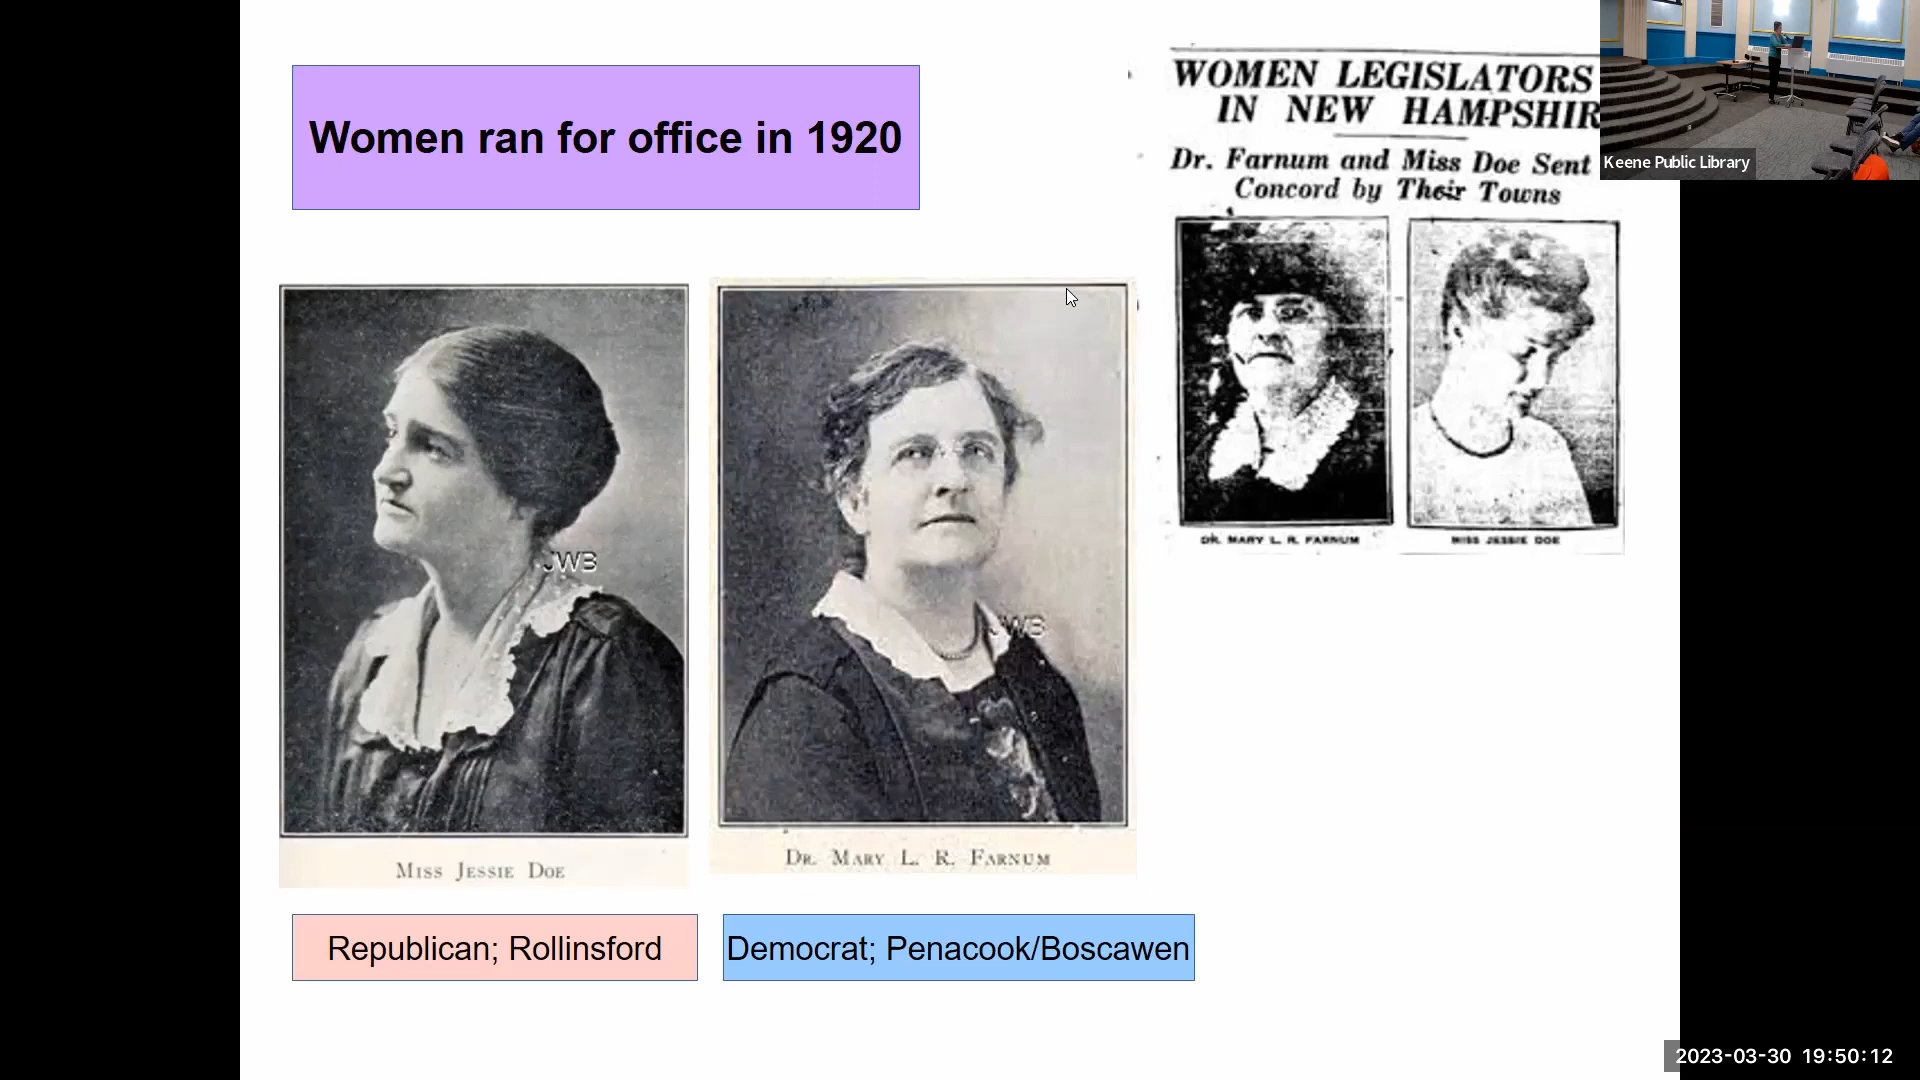 Women ran for office in 1920
WOMEN LEGISLATORS
IN NEW HAMPSHIR
Dr. Farnum and Miss Doe Sent
Concord by Their Towns
DR. MARY L. R. FARNUM
MISS JESSIE DOE
Keene Public Library
JWB
JWB
MISS JESSIE DOE
DR. MARY L. R. FARNUM
Republican; Rollinsford
Democrat; Penacook/Boscawen
2023-03-30 19:50:12